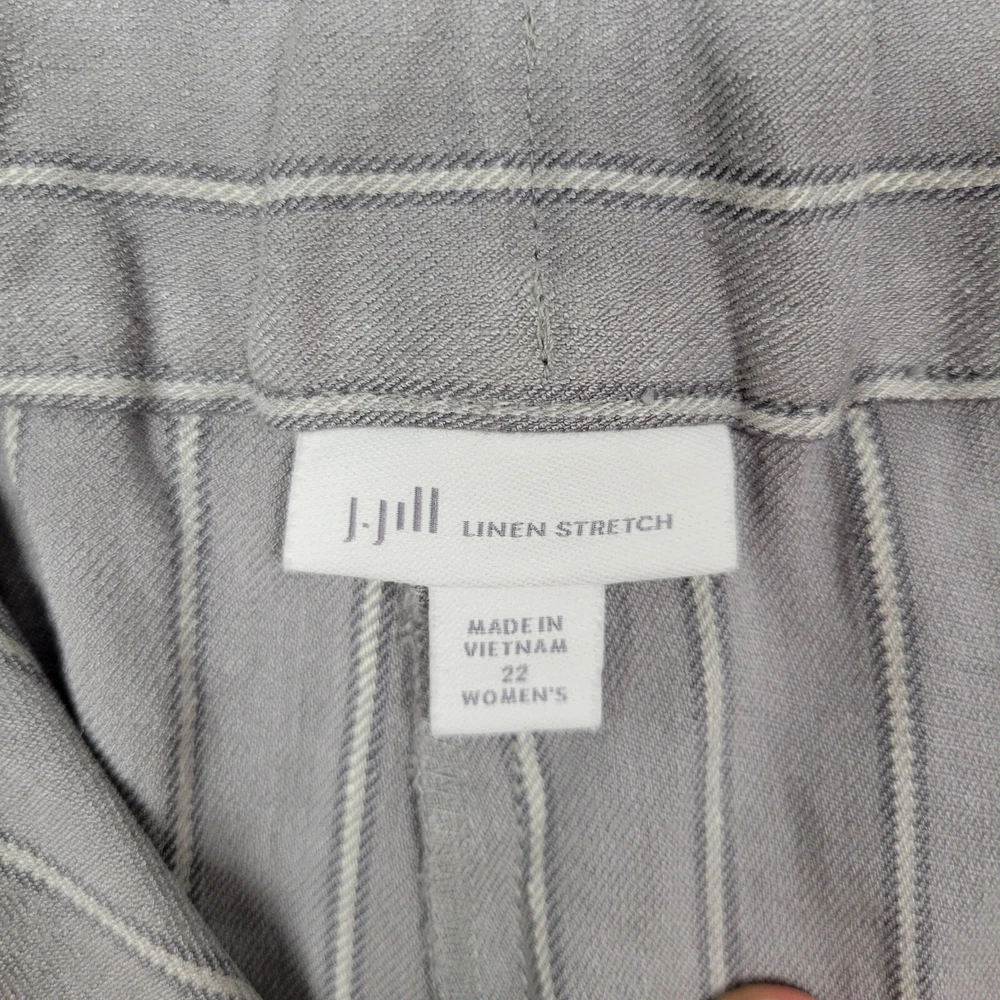 J.Jill LINEN STRETCH
MADE IN
VIETNAM
22
WOMEN'S